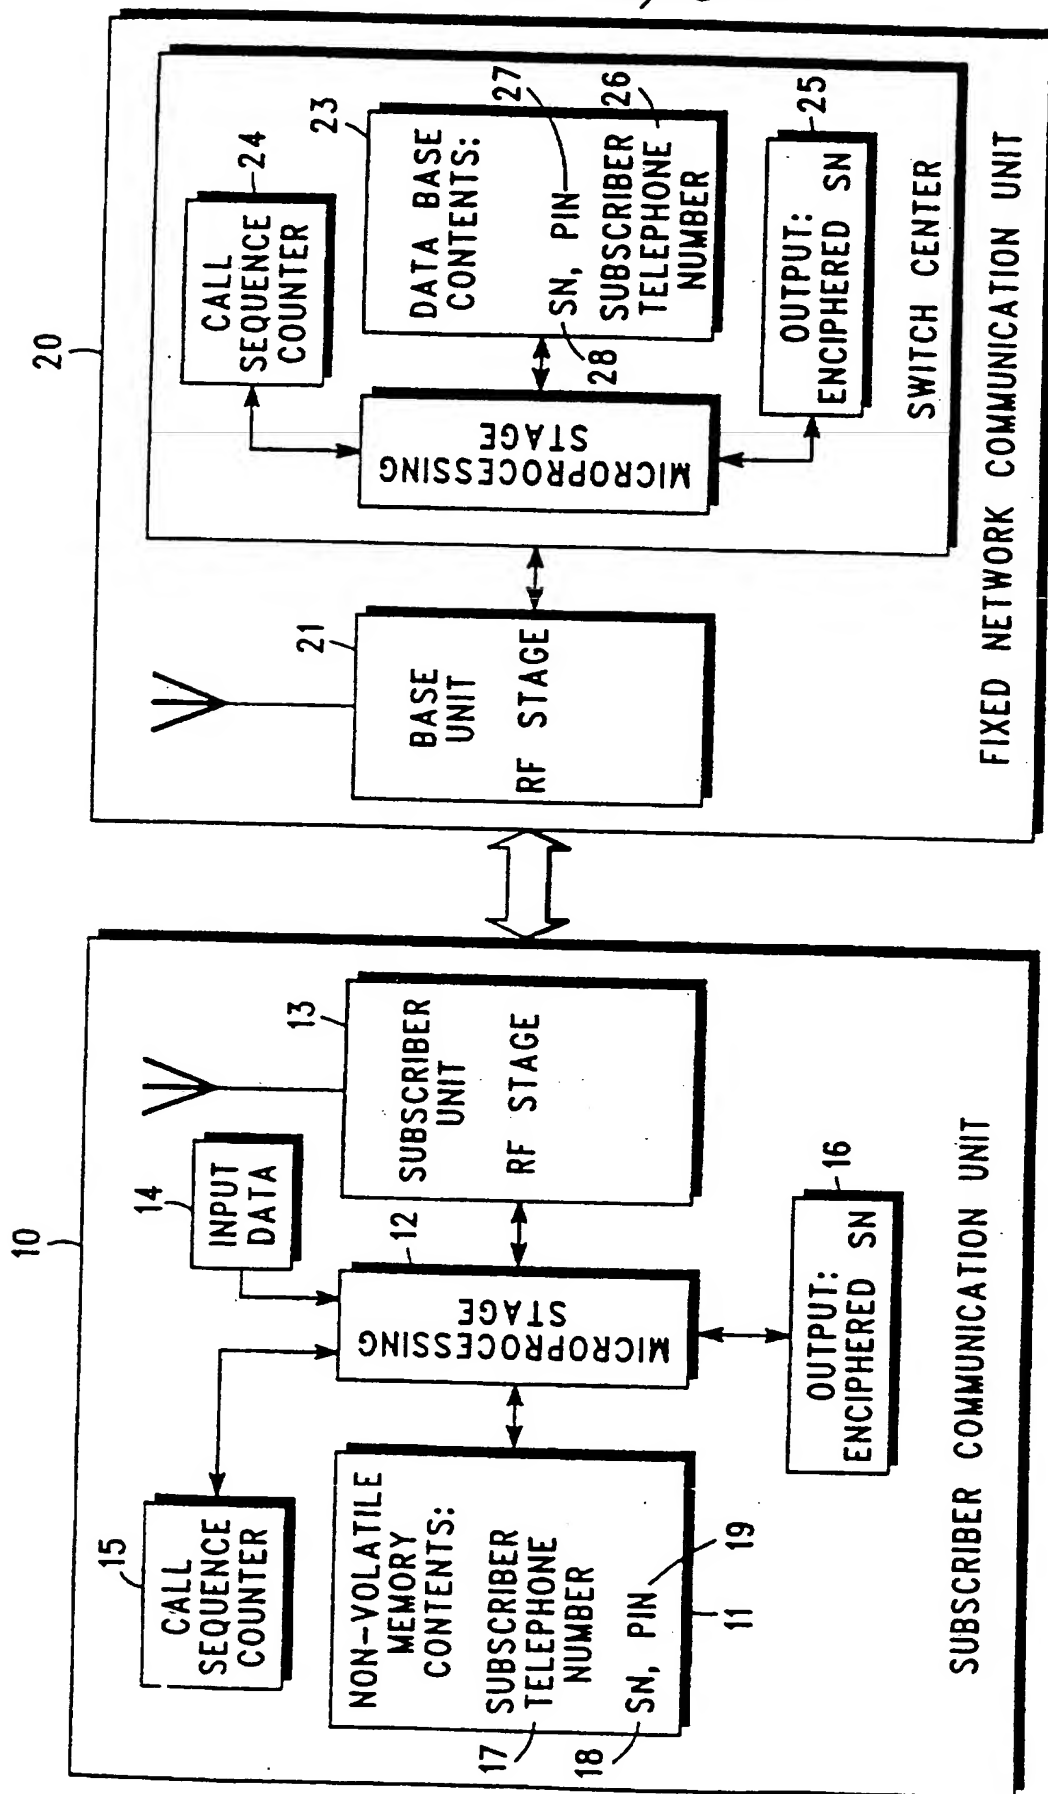 10
15
CALL
SEQUENCE
COUNTER
14
INPUT
DATA
NON-VOLATILE
MEMORY
CONTENTS:
17
SUBSCRIBER
TELEPHONE
NUMBER
18
SN, PIN
19
11
12
MICROPROCESSING
STAGE
13
SUBSCRIBER
UNIT
RF STAGE
16
OUTPUT:
ENCIPHERED SN
SUBSCRIBER COMMUNICATION UNIT
20
21
BASE
UNIT
RF STAGE
24
CALL
SEQUENCE
COUNTER
MICROPROCESSING
STAGE
23
DATA BASE
CONTENTS:
28
SN, PIN
27
SUBSCRIBER
TELEPHONE
NUMBER
26
25
OUTPUT:
ENCIPHERED SN
SWITCH CENTER
FIXED NETWORK COMMUNICATION UNIT